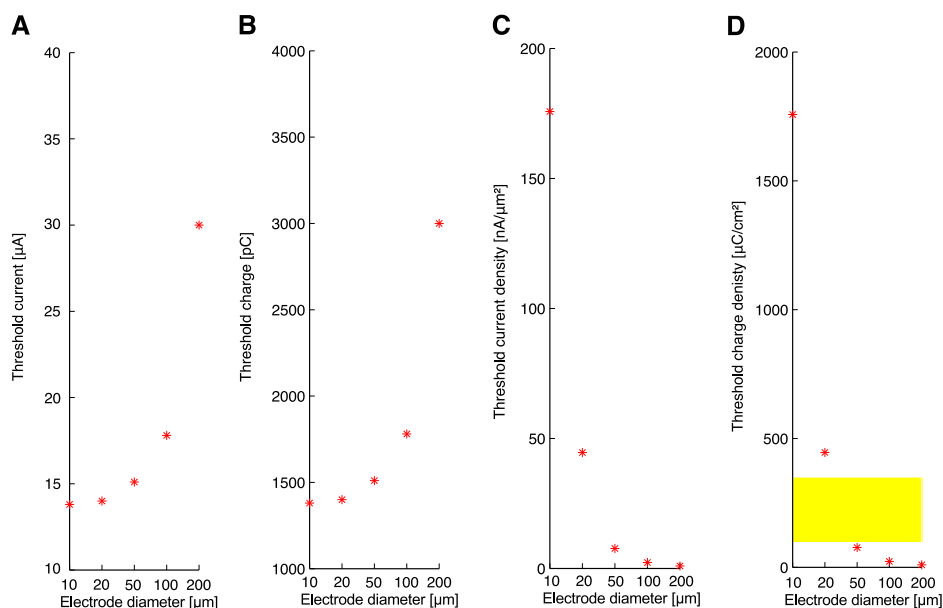 A
Threshold current [µA]
40
35
30
25
20
15
10
10 20 50 100 200
Electrode diameter [µm]
B
Threshold charge [pC]
4000
3500
3000
2500
2000
1500
1000
10 20 50 100 200
Electrode diameter [µm]
C
Threshold current density [nA/µm²]
200
150
100
50
0
10 20 50 100 200
Electrode diameter [µm]
D
Threshold charge denisty [µC/cm²]
2000
1500
1000
500
0
10 20 50 100 200
Electrode diameter [µm]